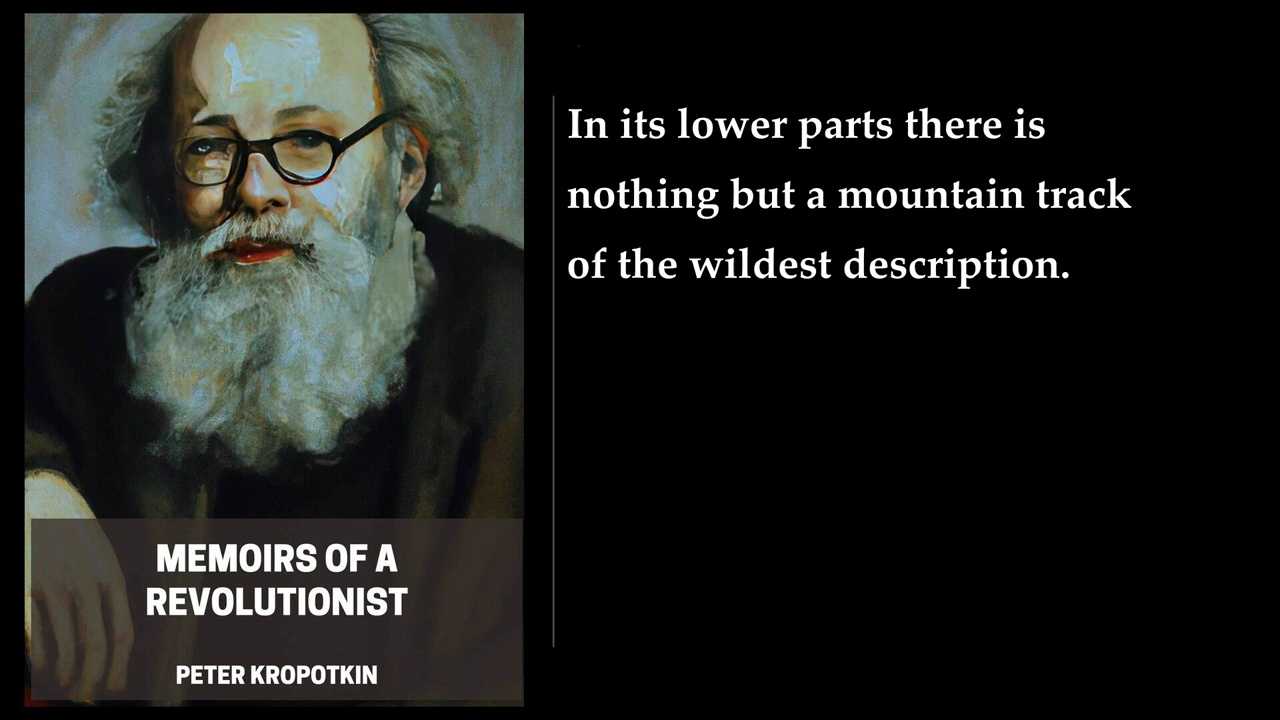 In its lower parts there is
nothing but a mountain track
of the wildest description.
MEMOIRS OF A
REVOLUTIONIST
PETER KROPOTKIN